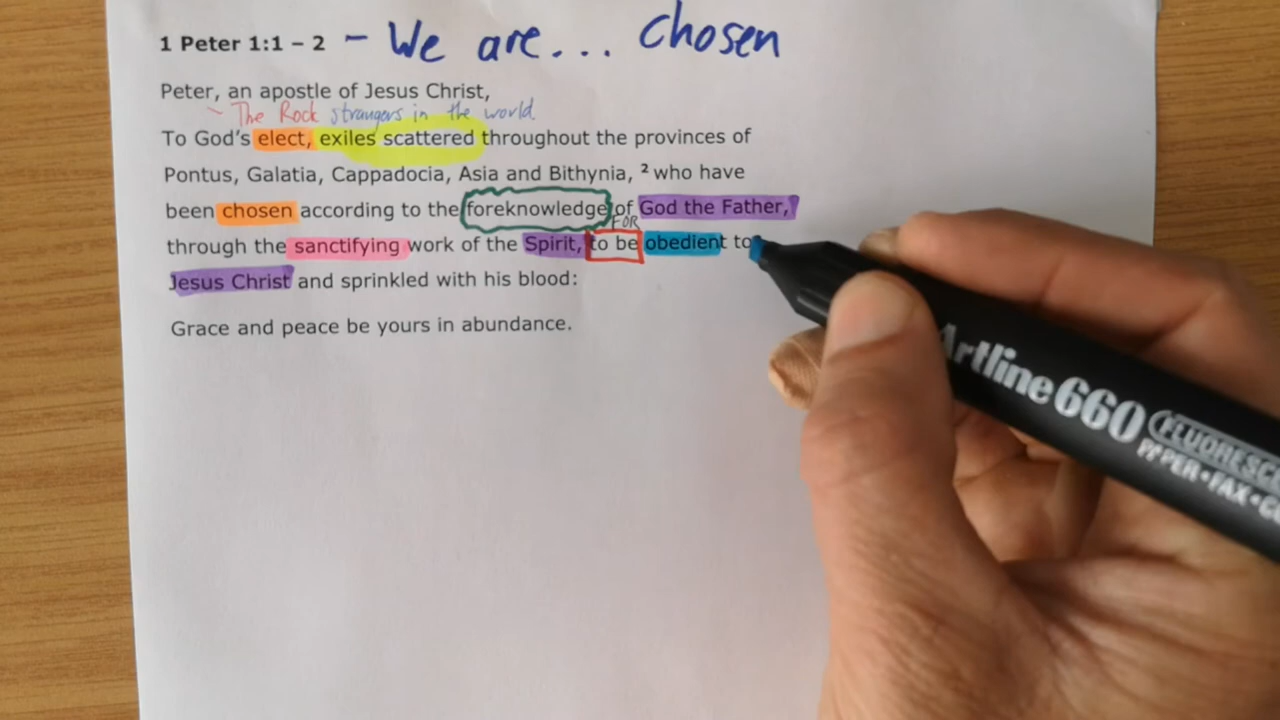 1 Peter 1:1 – 2 – We are... chosen
Peter, an apostle of Jesus Christ,
~ The Rock strangers in the world
To God's elect, exiles scattered throughout the provinces of
Pontus, Galatia, Cappadocia, Asia and Bithynia, ² who have
been chosen according to the foreknowledge of God the Father,
FOR
through the sanctifying work of the Spirit, to be obedient to
Jesus Christ and sprinkled with his blood:
Grace and peace be yours in abundance.
Artline 660
PAPER•FAX